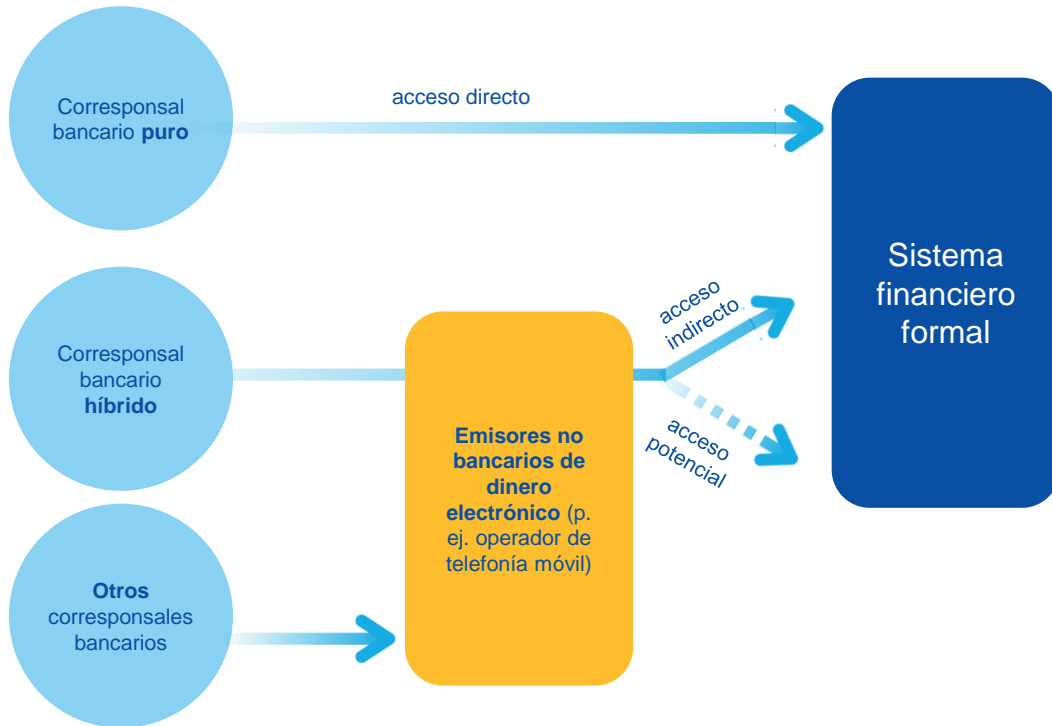 Corresponsal
bancario puro
acceso directo
Sistema
financiero
formal
acceso
indirecto
Corresponsal
bancario
híbrido
acceso
potencial
Emisores no
bancarios de
dinero
electrónico (p.
ej. operador de
telefonía móvil)
Otros
corresponsales
bancarios